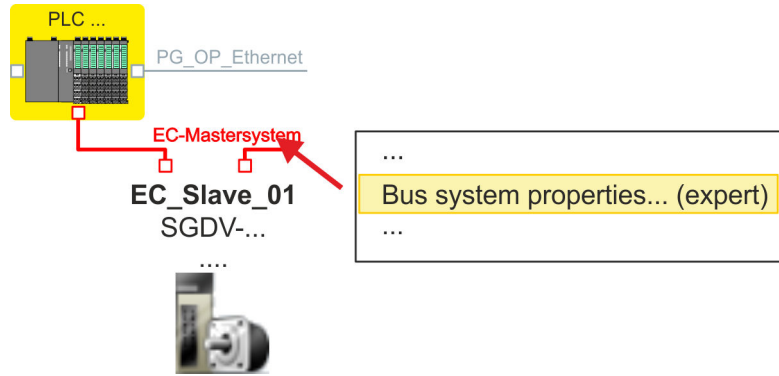 PLC ...
PG_OP_Ethernet
EC-Mastersystem
EC_Slave_01
SGDV-...
....
...
Bus system properties... (expert)
...